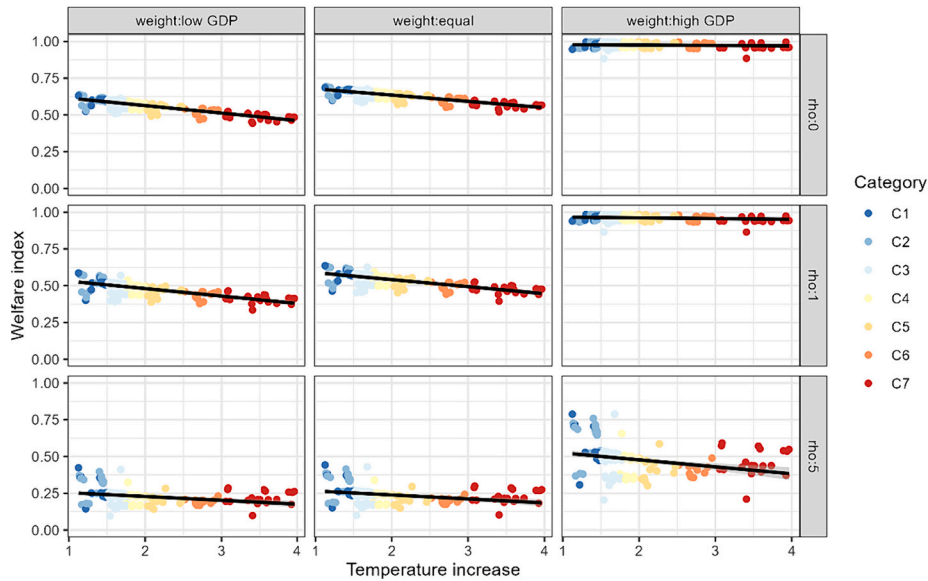 weight:low GDP
weight:equal
weight:high GDP
1.00
0.75
0.50
0.25
0.00
rho:0
1.00
0.75
0.50
0.25
0.00
rho:1
1.00
0.75
0.50
0.25
0.00
rho:5
1 2 3 4
1 2 3 4
1 2 3 4
Welfare index
Temperature increase
Category
C1
C2
C3
C4
C5
C6
C7